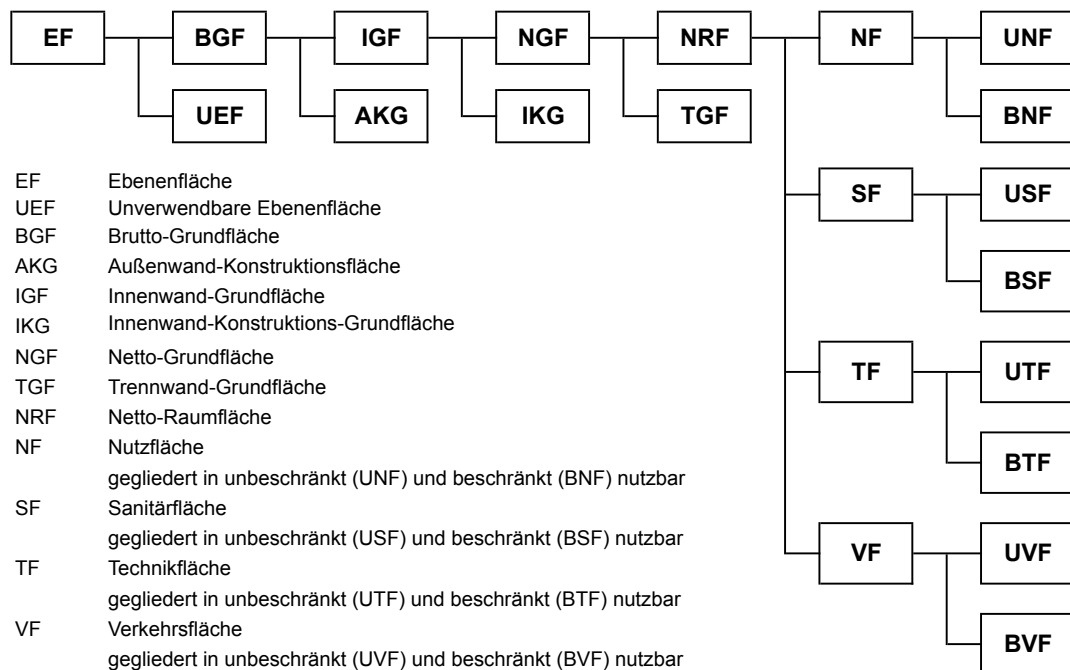 EF BGF IGF NGF NRF NF UNF
UEF AKG IKG TGF BNF
EF Ebenenfläche
UEF Unverwendbare Ebenenfläche
BGF Brutto-Grundfläche
AKG Außenwand-Konstruktionsfläche
IGF Innenwand-Grundfläche
IKG Innenwand-Konstruktions-Grundfläche
NGF Netto-Grundfläche
TGF Trennwand-Grundfläche
NRF Netto-Raumfläche
NF Nutzfläche
gegliedert in unbeschränkt (UNF) und beschränkt (BNF) nutzbar
SF Sanitärfläche
gegliedert in unbeschränkt (USF) und beschränkt (BSF) nutzbar
TF Technikfläche
gegliedert in unbeschränkt (UTF) und beschränkt (BTF) nutzbar
VF Verkehrsfläche
gegliedert in unbeschränkt (UVF) und beschränkt (BVF) nutzbar
SF USF
BSF
TF UTF
BTF
VF UVF
BVF